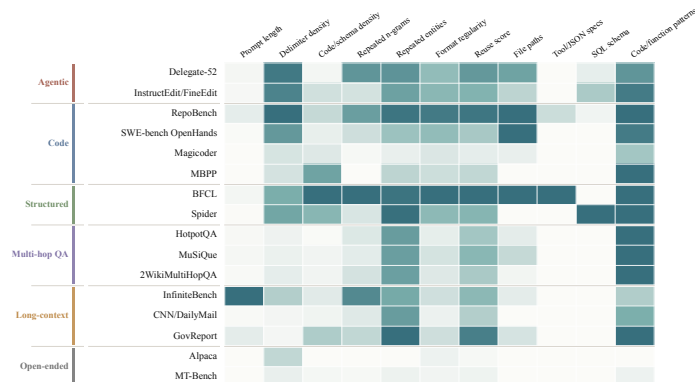 Prompt length
Delimiter density
Code/schema density
Repeated n-grams
Repeated entities
Format regularity
Reuse score
File paths
Tool/JSON specs
SQL schema
Code/function patterns
Agentic
Delegate-52
InstructEdit/FineEdit
Code
RepoBench
SWE-bench OpenHands
Magicoder
MBPP
Structured
BFCL
Spider
Multi-hop QA
HotpotQA
MuSiQue
2WikiMultiHopQA
Long-context
InfiniteBench
CNN/DailyMail
GovReport
Open-ended
Alpaca
MT-Bench